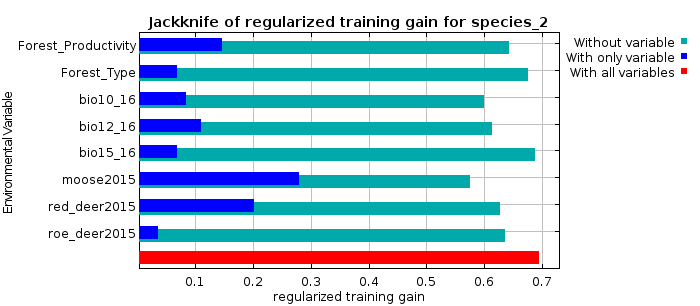 Jackknife of regularized training gain for species_2
Environmental Variable
Forest_Productivity
Forest_Type
bio10_16
bio12_16
bio15_16
moose2015
red_deer2015
roe_deer2015
0.1 0.2 0.3 0.4 0.5 0.6 0.7
regularized training gain
Without variable
With only variable
With all variables